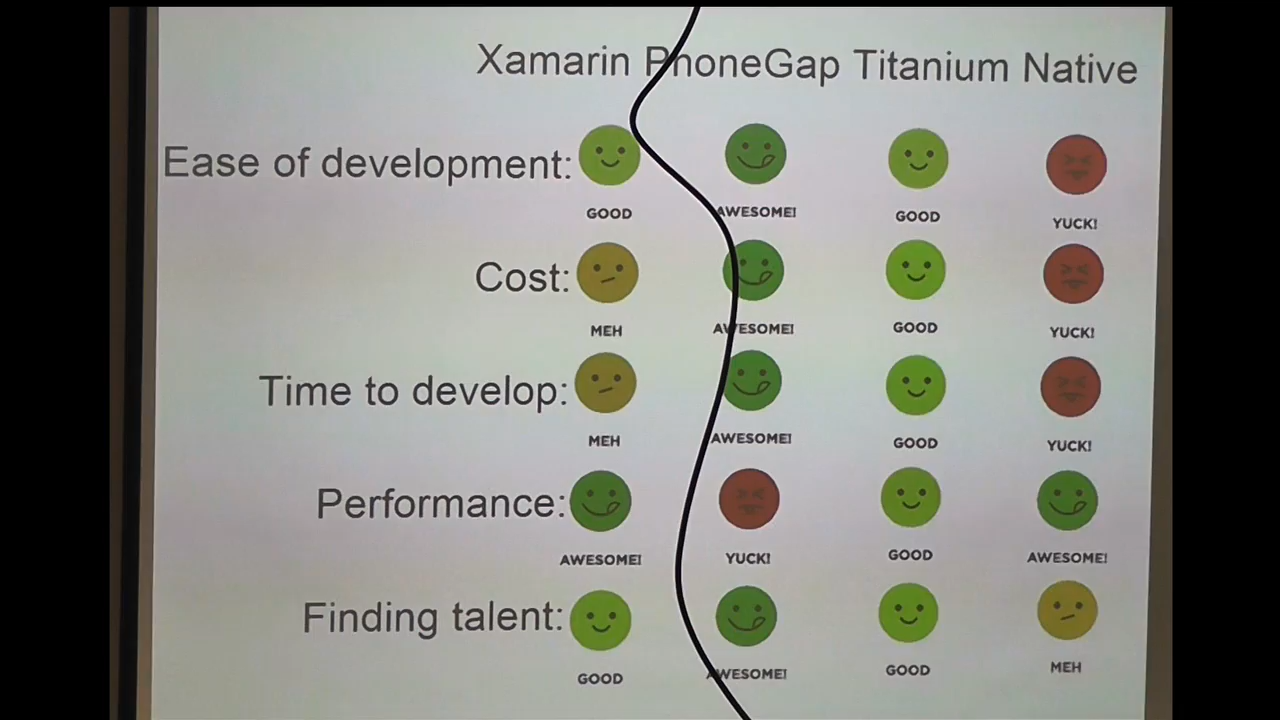 Xamarin PhoneGap Titanium Native
Ease of development:
GOOD AWESOME! GOOD YUCK!
Cost:
MEH AWESOME! GOOD YUCK!
Time to develop:
MEH AWESOME! GOOD YUCK!
Performance:
AWESOME! YUCK! GOOD AWESOME!
Finding talent:
GOOD AWESOME! GOOD MEH